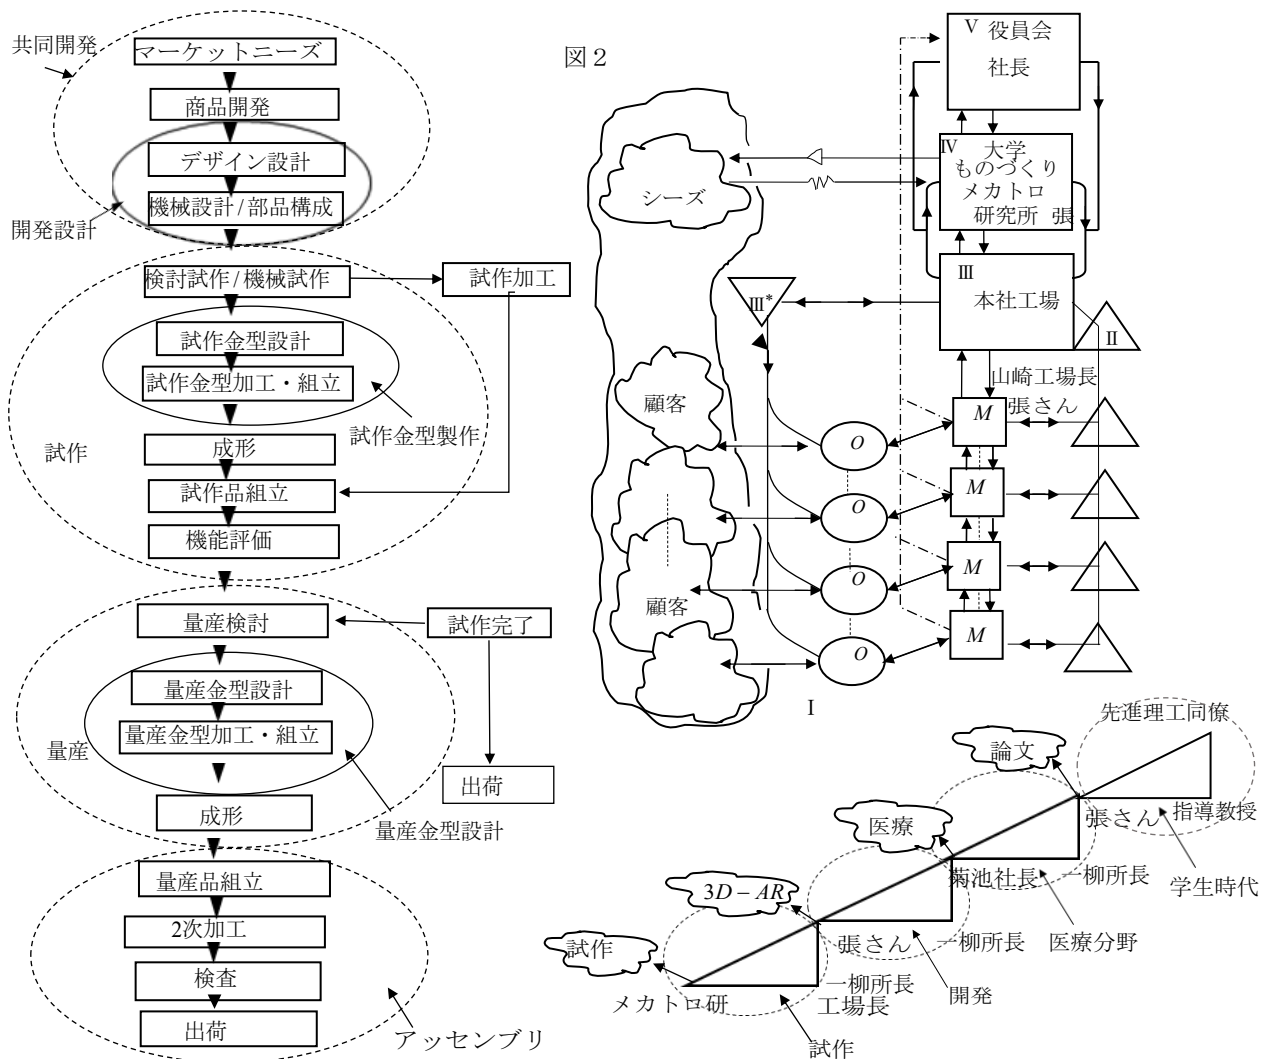 共同開発
マーケットニーズ
商品開発
デザイン設計
機械設計/部品構成
開発設計
検討試作/機械試作
試作加工
試作金型設計
試作金型加工・組立
試作金型製作
成形
試作
試作品組立
機能評価
量産検討
試作完了
量産金型設計
量産金型加工・組立
量産
成形
量産金型設計
出荷
量産品組立
2次加工
検査
出荷
アッセンブリ
図2
V 役員会
社長
IV 大学
ものづくり
メカトロ
研究所 張
シーズ
III
本社工場
III*
II
山崎工場長
張さん
顧客
顧客
O
O
O
O
M
M
M
M
I
先進理工同僚
論文
張さん
指導教授
学生時代
医療
菊池社長
一柳所長
医療分野
3D－AR
張さん
一柳所長
開発
試作
メカトロ研
一柳所長
工場長
試作